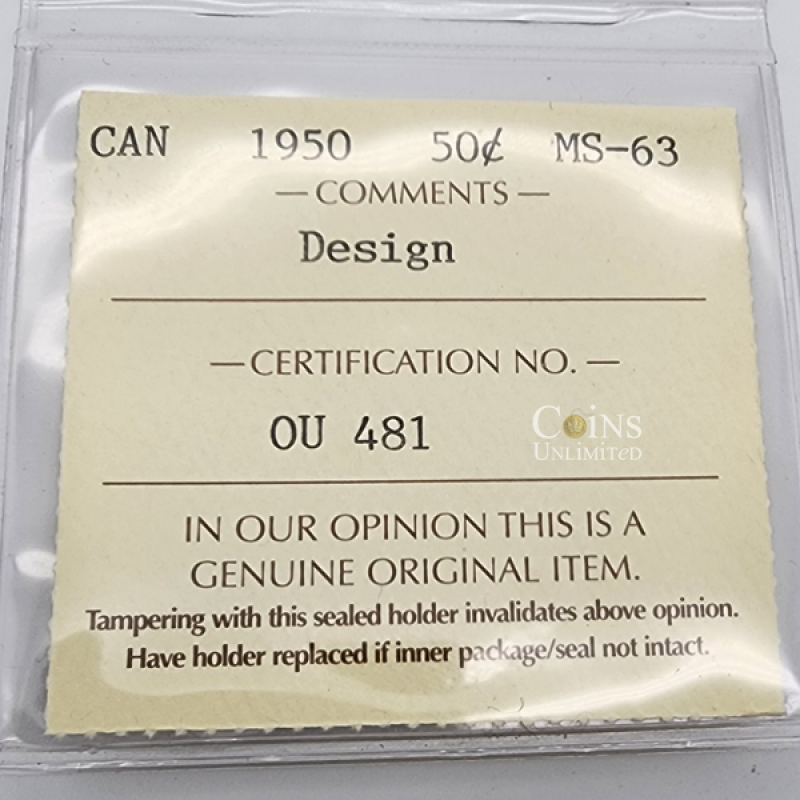 CAN 1950 50¢ MS-63
— COMMENTS —
Design
— CERTIFICATION NO. —
OU 481
COiNS
UNLIMITED
IN OUR OPINION THIS IS A
GENUINE ORIGINAL ITEM.
Tampering with this sealed holder invalidates above opinion.
Have holder replaced if inner package/seal not intact.